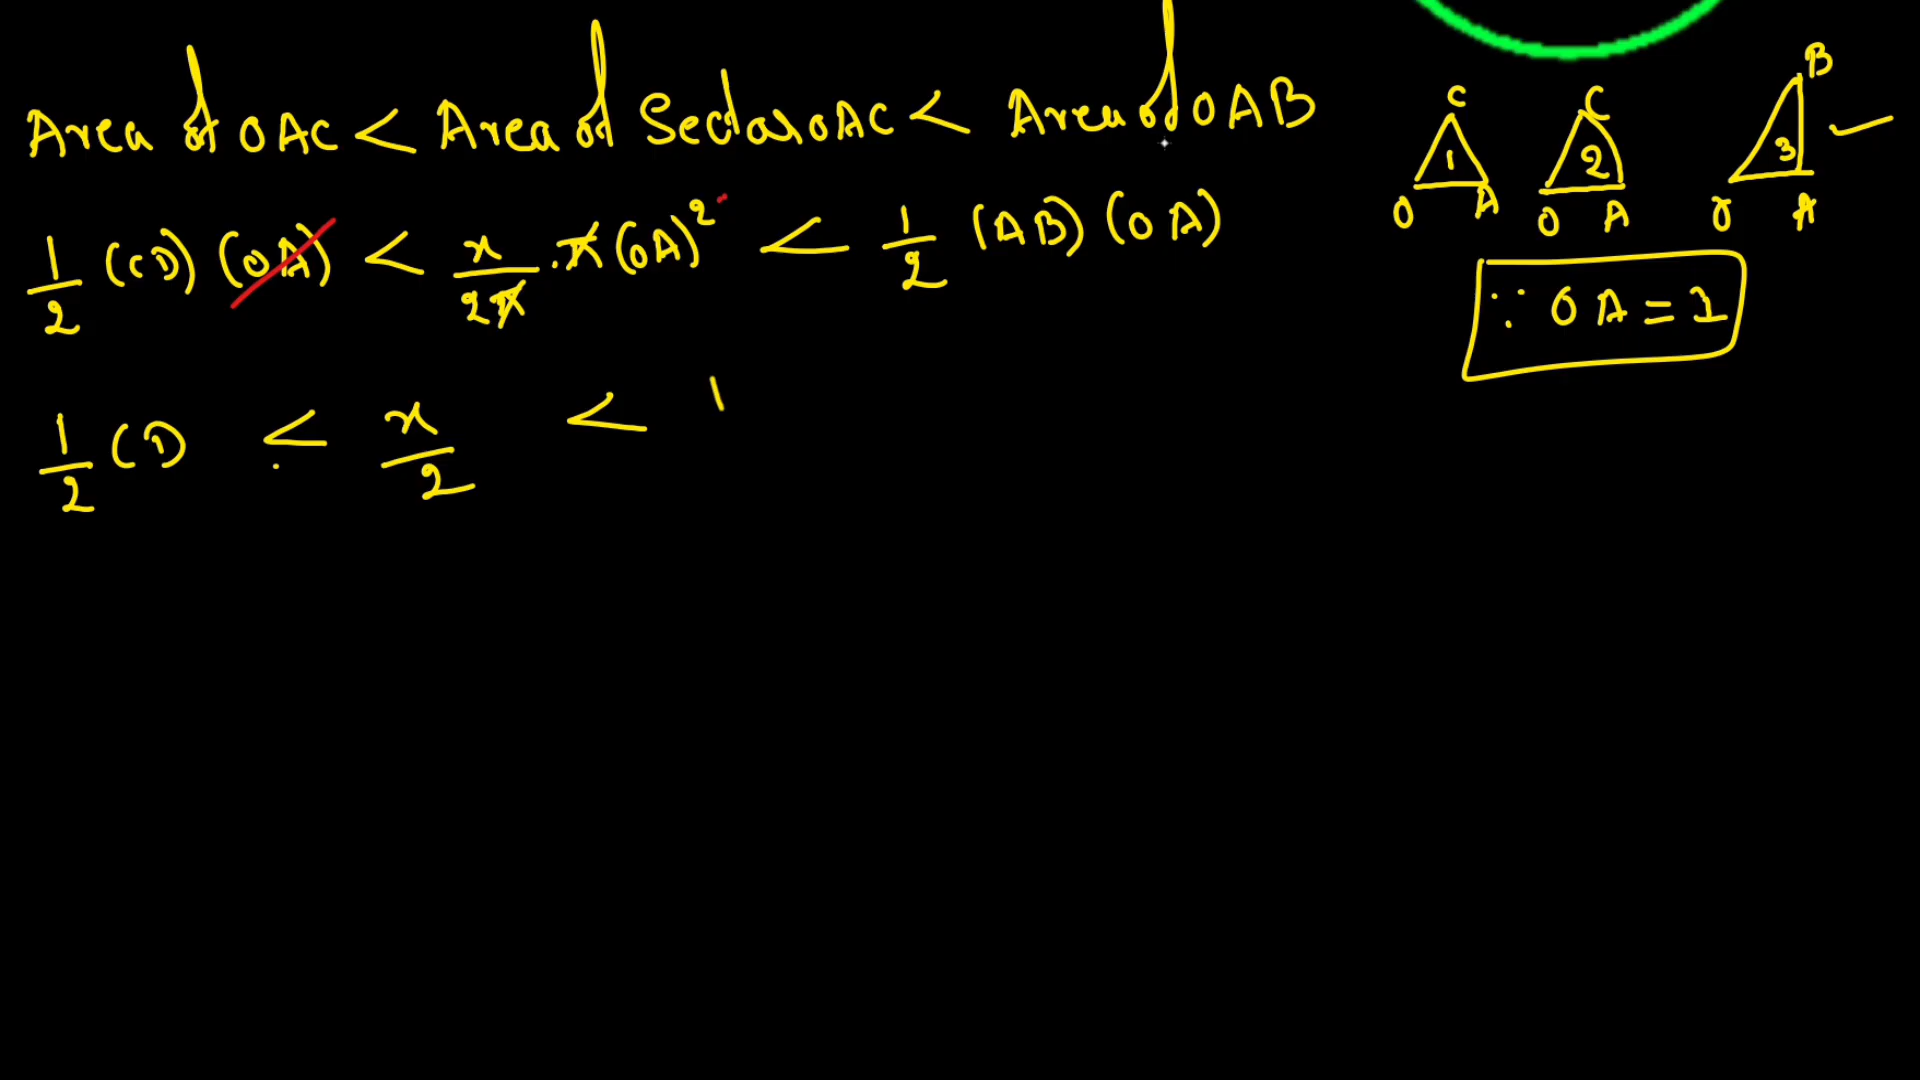 Area of OAC < Area of Sector OAC < Area of OAB
C C B
1 2 3
O A O A O A
1/2 (CD) (OA) < x/2π . π (OA)² < 1/2 (AB) (OA)
∵ OA = 1
1/2 CD < x/2 < 1